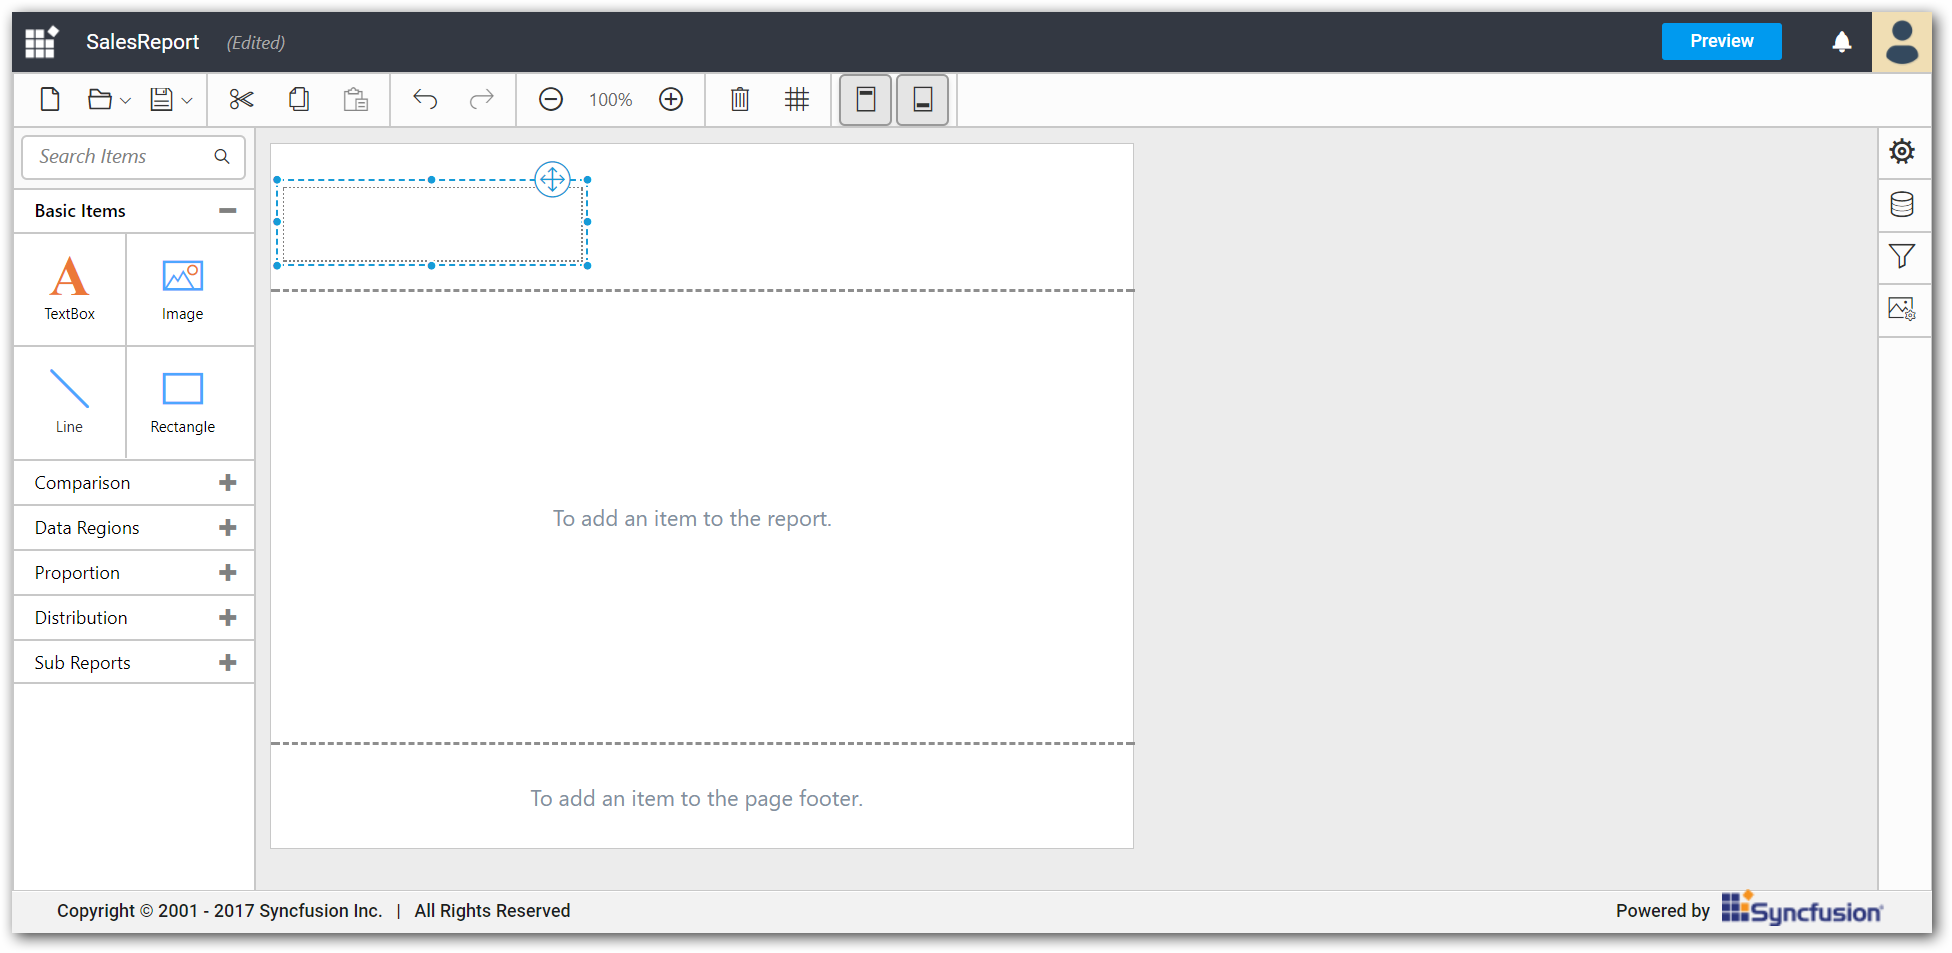 SalesReport (Edited)
Preview
100%
Search Items
Basic Items
TextBox
Image
Line
Rectangle
Comparison
Data Regions
Proportion
Distribution
Sub Reports
To add an item to the report.
To add an item to the page footer.
Copyright © 2001 - 2017 Syncfusion Inc. | All Rights Reserved
Powered by Syncfusion